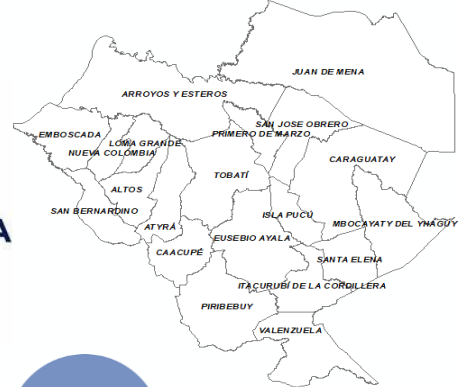 JUAN DE MENA
ARROYOS Y ESTEROS
SAN JOSE OBRERO
EMBOSCADA
PRIMERO DE MARZO
LOMA GRANDE
NUEVA COLOMBIA
CARAGUATAY
TOBATÍ
ALTOS
SAN BERNARDINO
ISLA PUCÚ
MBOCAYATY DEL YHAGUY
ATYRÁ
EUSEBIO AYALA
CAACUPÉ
SANTA ELENA
ITACURUBÍ DE LA CORDILLERA
PIRIBEBUY
VALENZUELA
A